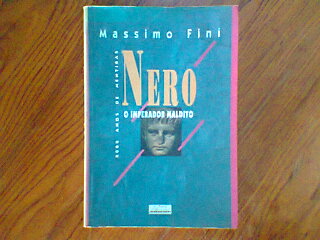 Massimo Fini
2000 ANOS DE MENTIRAS
NERO
O IMPERADOR MALDITO